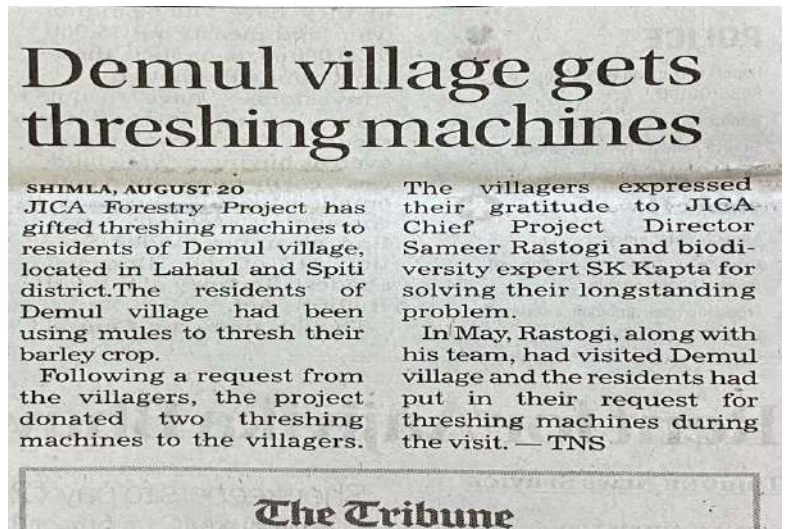 Demul village gets
threshing machines
SHIMLA, AUGUST 20
JICA Forestry Project has
gifted threshing machines to
residents of Demul village,
located in Lahaul and Spiti
district.The residents of
Demul village had been
using mules to thresh their
barley crop.
Following a request from
the villagers, the project
donated two threshing
machines to the villagers.
The villagers expressed
their gratitude to JICA
Chief Project Director
Sameer Rastogi and biodi-
versity expert SK Kapta for
solving their longstanding
problem.
In May, Rastogi, along with
his team, had visited Demul
village and the residents had
put in their request for
threshing machines during
the visit. — TNS
The Tribune